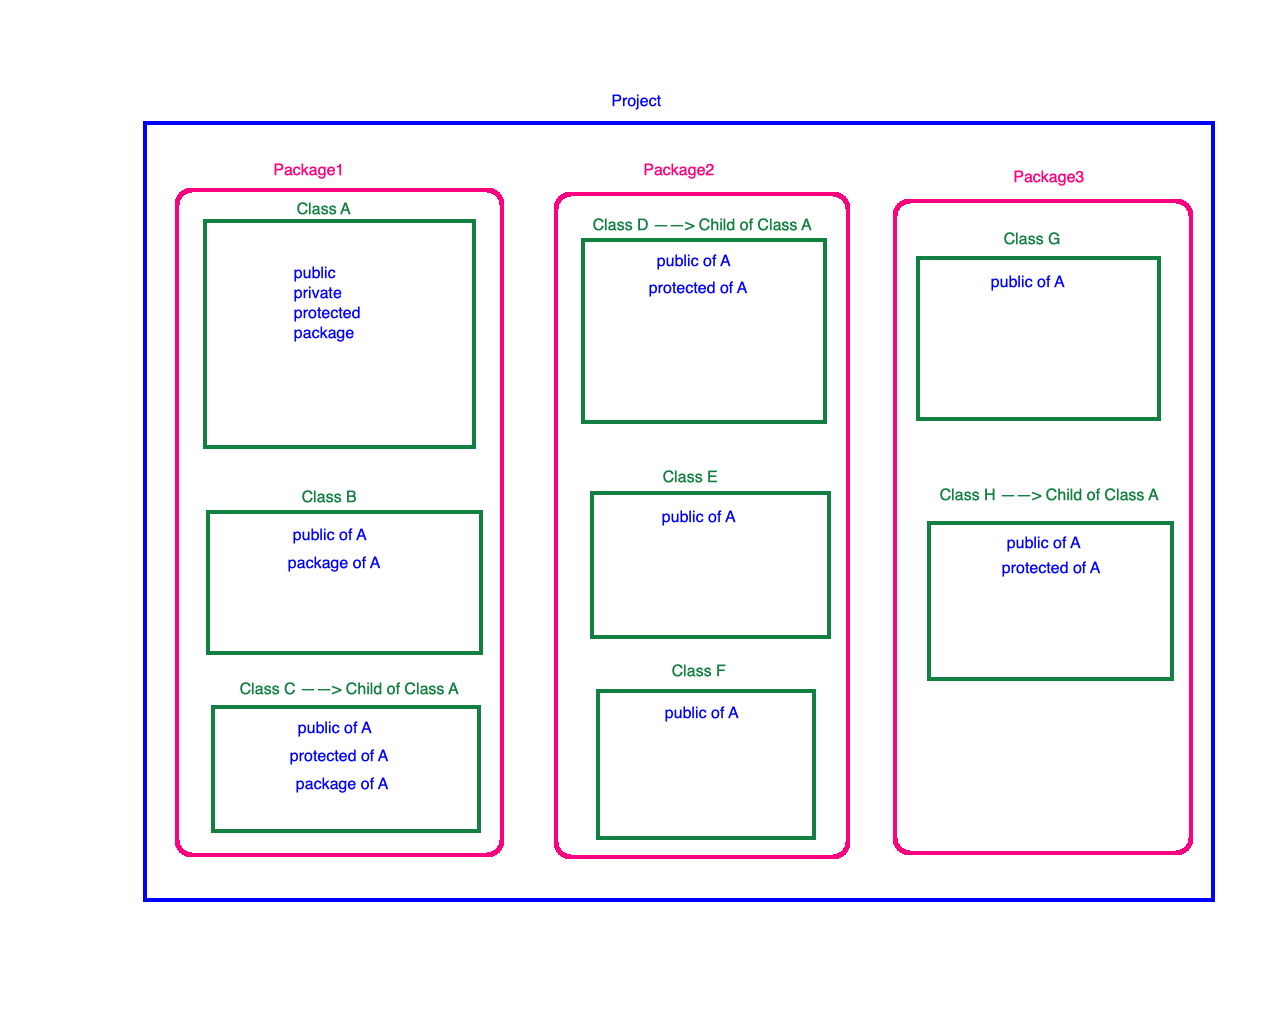 Project
Package1
Class A
public
private
protected
package
Class B
public of A
package of A
Class C ——> Child of Class A
public of A
protected of A
package of A
Package2
Class D ——> Child of Class A
public of A
protected of A
Class E
public of A
Class F
public of A
Package3
Class G
public of A
Class H ——> Child of Class A
public of A
protected of A